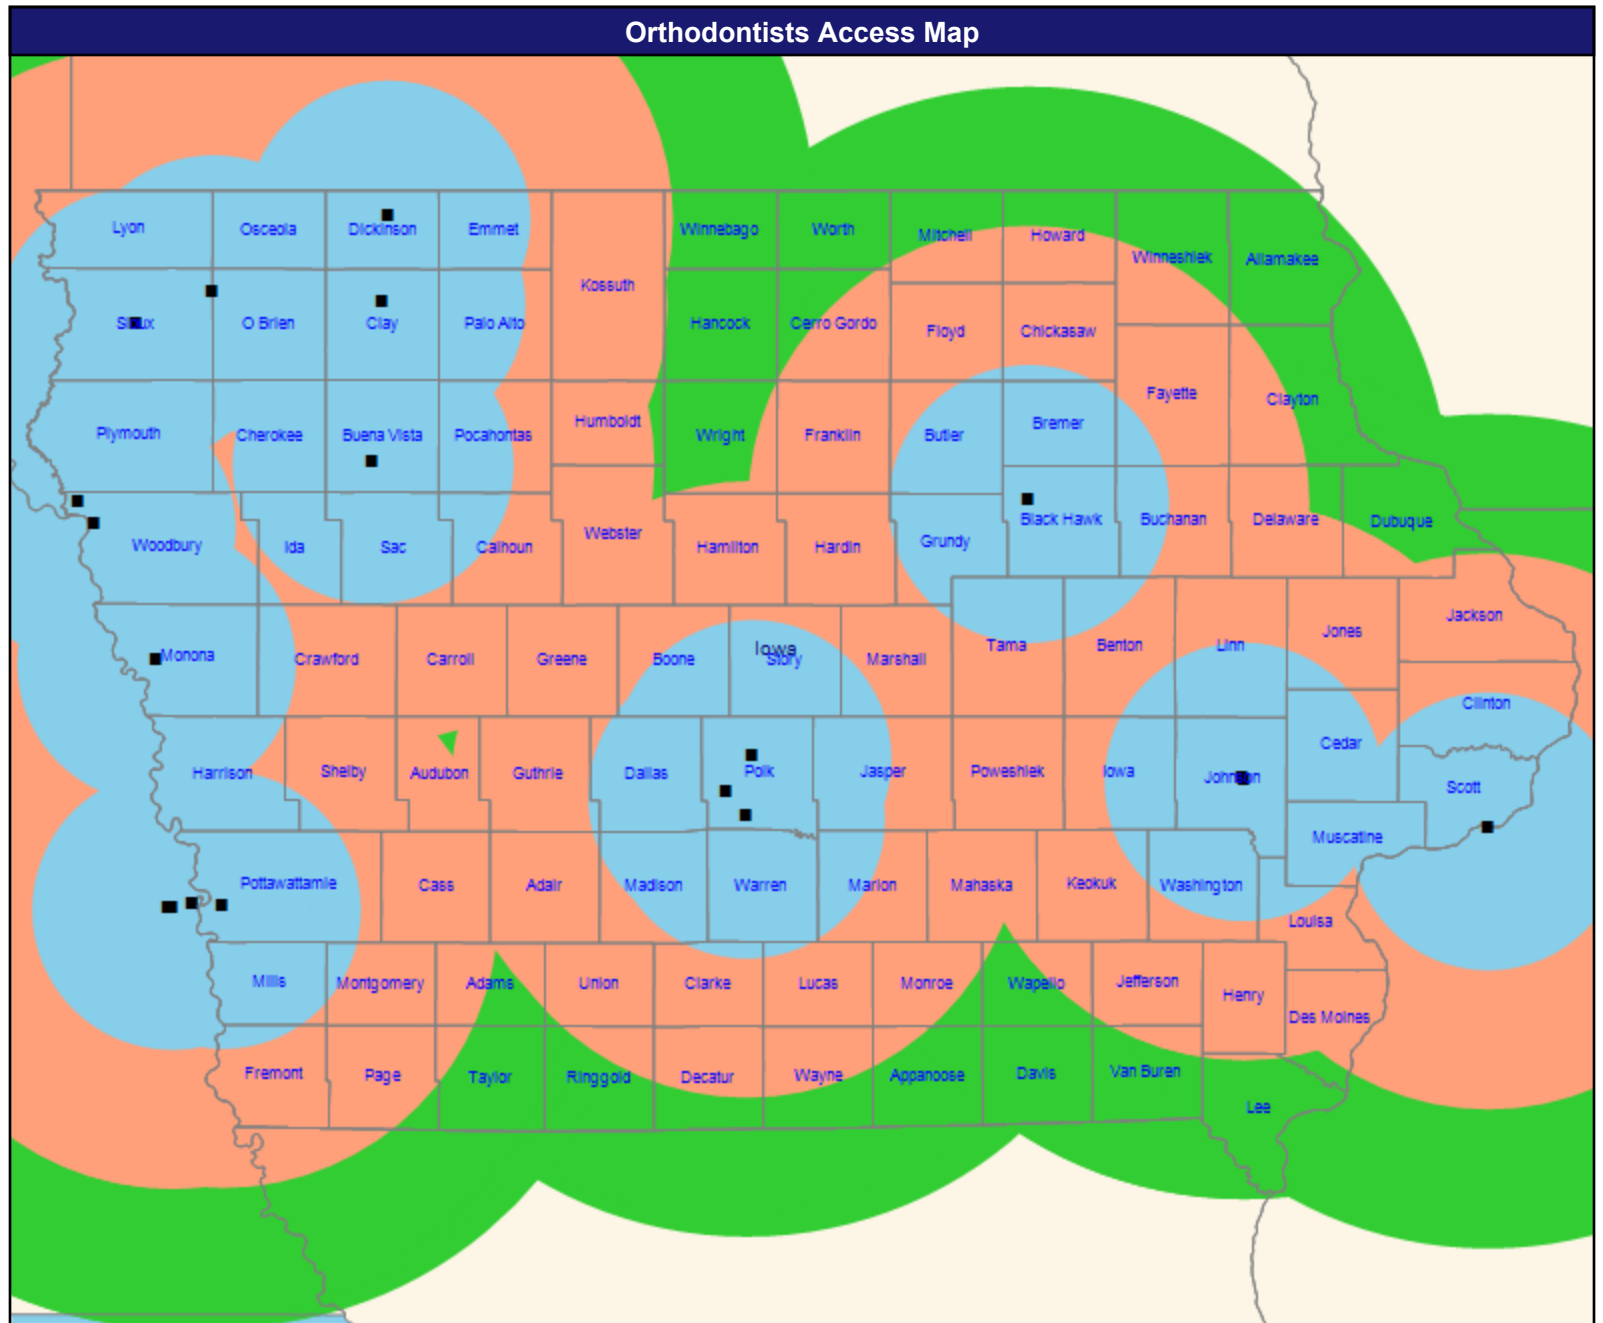 Orthodontists Access Map
Lyon Osceola Dickinson Emmet Winnebago Worth Mitchell Howard Winneshiek Allamakee
Kossuth
Sioux O Brien Clay Palo Alto Hancock Cerro Gordo Floyd Chickasaw
Plymouth Cherokee Buena Vista Pocahontas Humboldt Wright Franklin Butler Bremer Fayette Clayton
Woodbury Ida Sac Calhoun Webster Hamilton Hardin Grundy Black Hawk Buchanan Delaware Dubuque
Iowa
Monona Crawford Carroll Greene Boone Story Marshall Tama Benton Linn Jones Jackson
Clinton
Harrison Shelby Audubon Guthrie Dallas Polk Jasper Poweshiek Iowa Johnson Cedar Scott
Muscatine
Pottawattamie Cass Adair Madison Warren Marion Mahaska Keokuk Washington
Louisa
Mills Montgomery Adams Union Clarke Lucas Monroe Wapello Jefferson Henry
Des Moines
Fremont Page Taylor Ringgold Decatur Wayne Appanoose Davis Van Buren
Lee